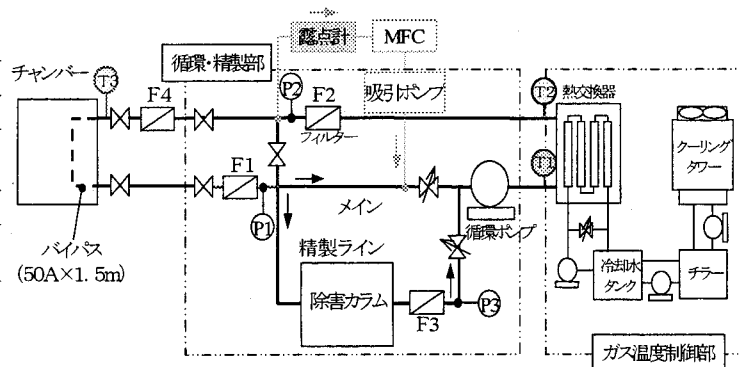 露点計
MFC
循環・精製部
チャンバー
T3
F4
P2
F2
吸引ポンプ
T2
熱交換器
フィルター
クーリング
タワー
F1
T1
P1
メイン
循環ポンプ
バイパス
(50A×1.5m)
精製ライン
除害カラム
F3
P3
冷却水
タンク
チラー
ガス温度制御部